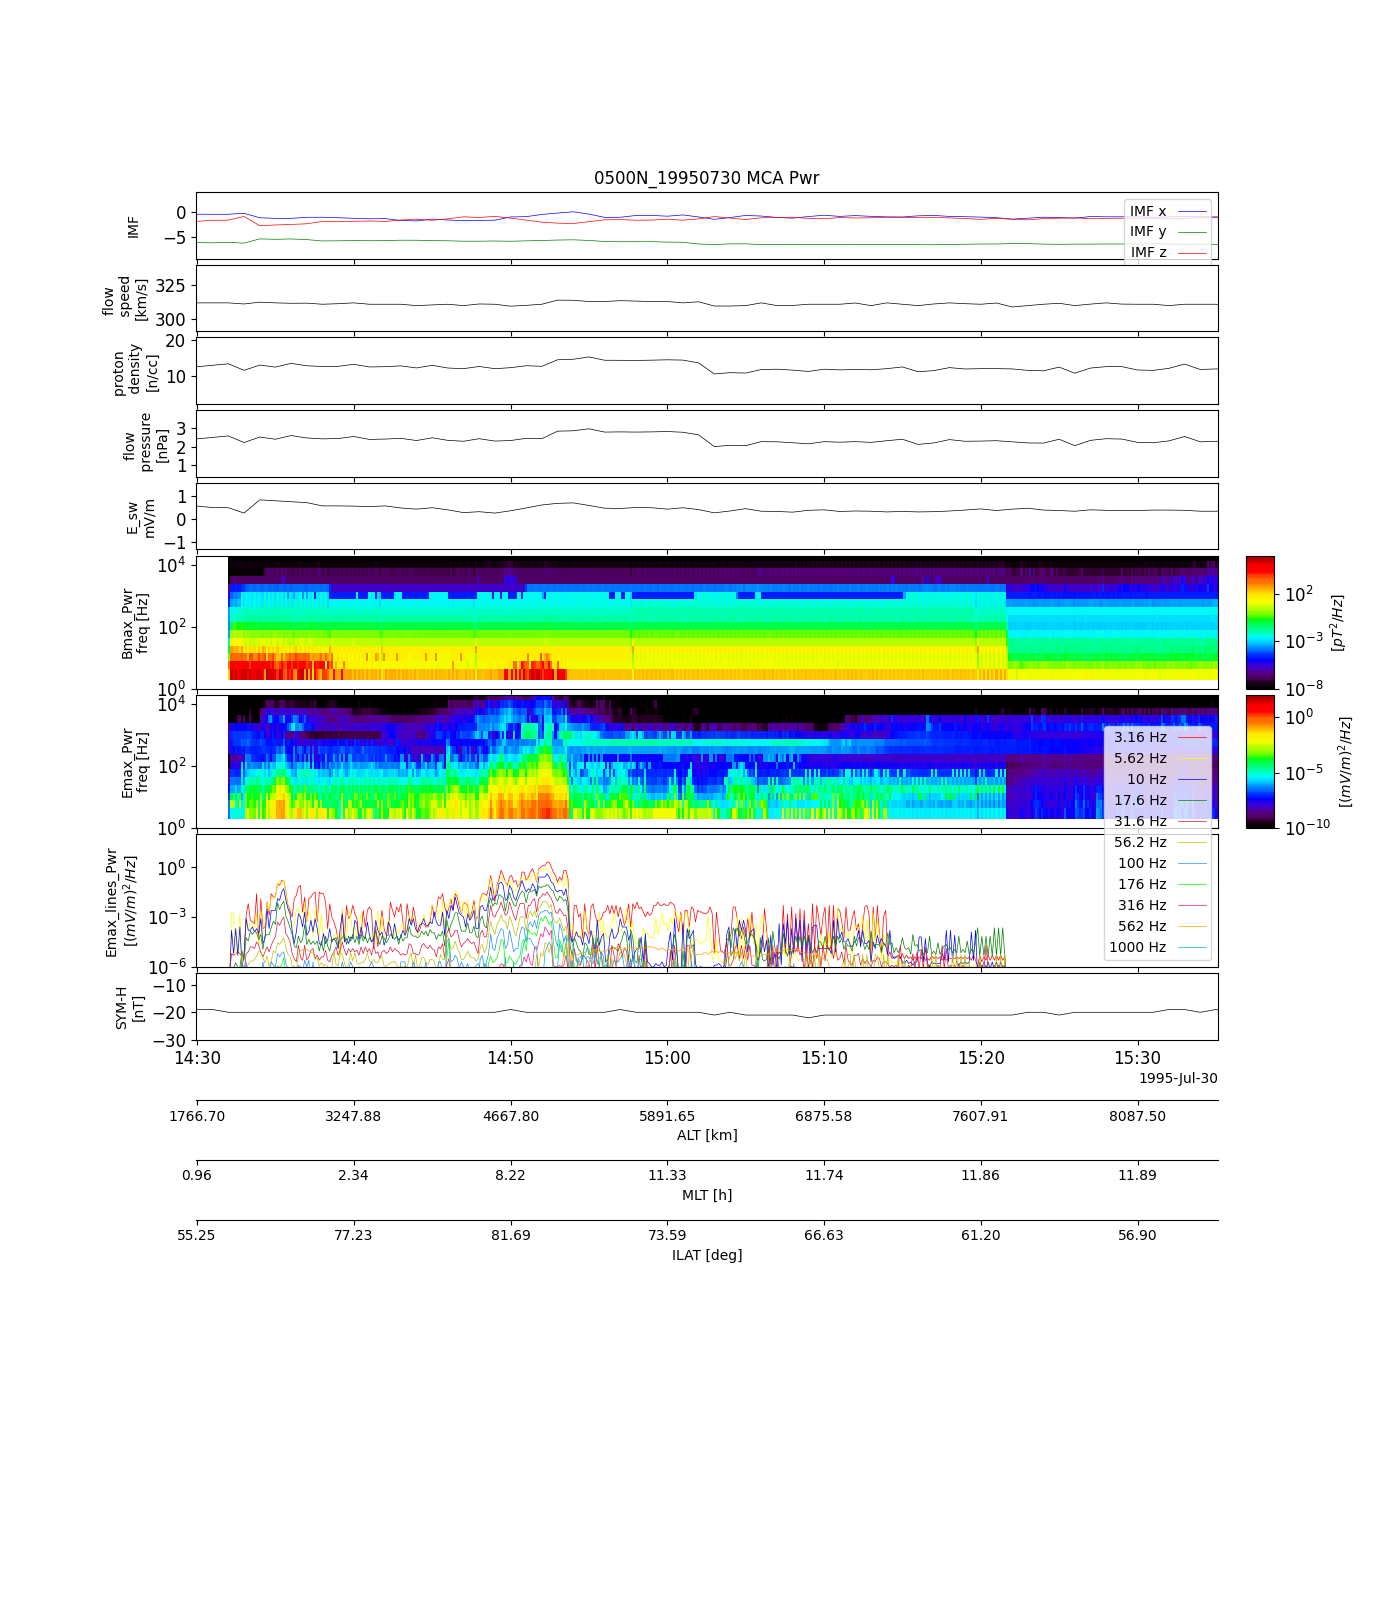 0500N_19950730 MCA Pwr
IMF
0
−5
IMF x
IMF y
IMF z
flow
speed
[km/s]
325
300
proton
density
[n/cc]
20
10
flow
pressure
[nPa]
3
2
1
E_sw
mV/m
1
0
−1
Bmax_Pwr
freq [Hz]
10^4
10^2
10^0
10^2
10^−3
10^−8
[pT^2/Hz]
Emax_Pwr
freq [Hz]
10^4
10^2
10^0
10^0
10^−5
10^−10
[(mV/m)^2/Hz]
3.16 Hz
5.62 Hz
10 Hz
17.6 Hz
31.6 Hz
56.2 Hz
100 Hz
176 Hz
316 Hz
562 Hz
1000 Hz
Emax_lines_Pwr
[(mV/m)^2/Hz]
10^0
10^−3
10^−6
SYM-H
[nT]
−10
−20
−30
14:30 14:40 14:50 15:00 15:10 15:20 15:30
1995-Jul-30
1766.70 3247.88 4667.80 5891.65 6875.58 7607.91 8087.50
ALT [km]
0.96 2.34 8.22 11.33 11.74 11.86 11.89
MLT [h]
55.25 77.23 81.69 73.59 66.63 61.20 56.90
ILAT [deg]